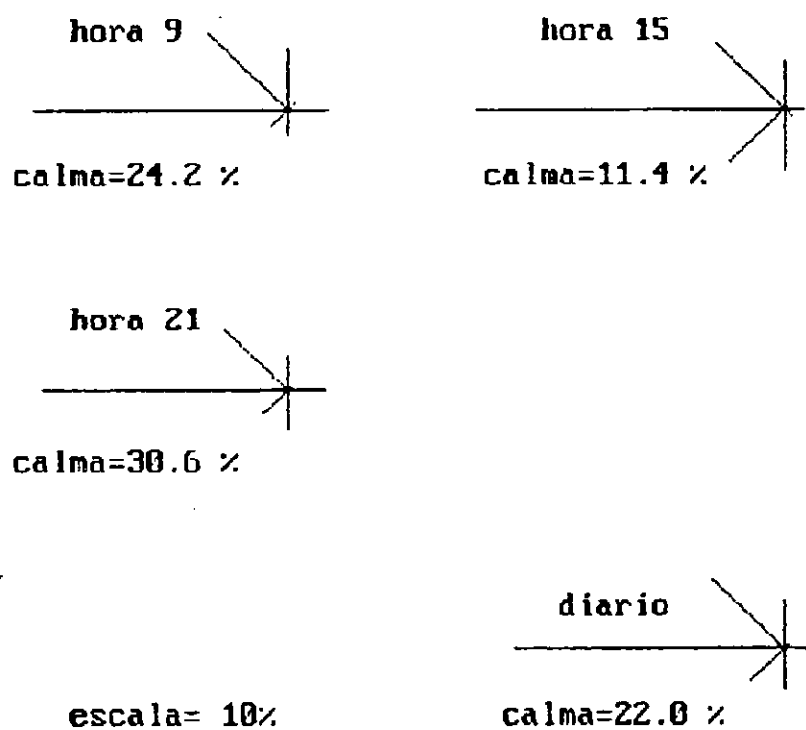 hora 9
hora 15
calma=24.2 %
calma=11.4 %
hora 21
calma=30.6 %
diario
escala= 10%
calma=22.0 %